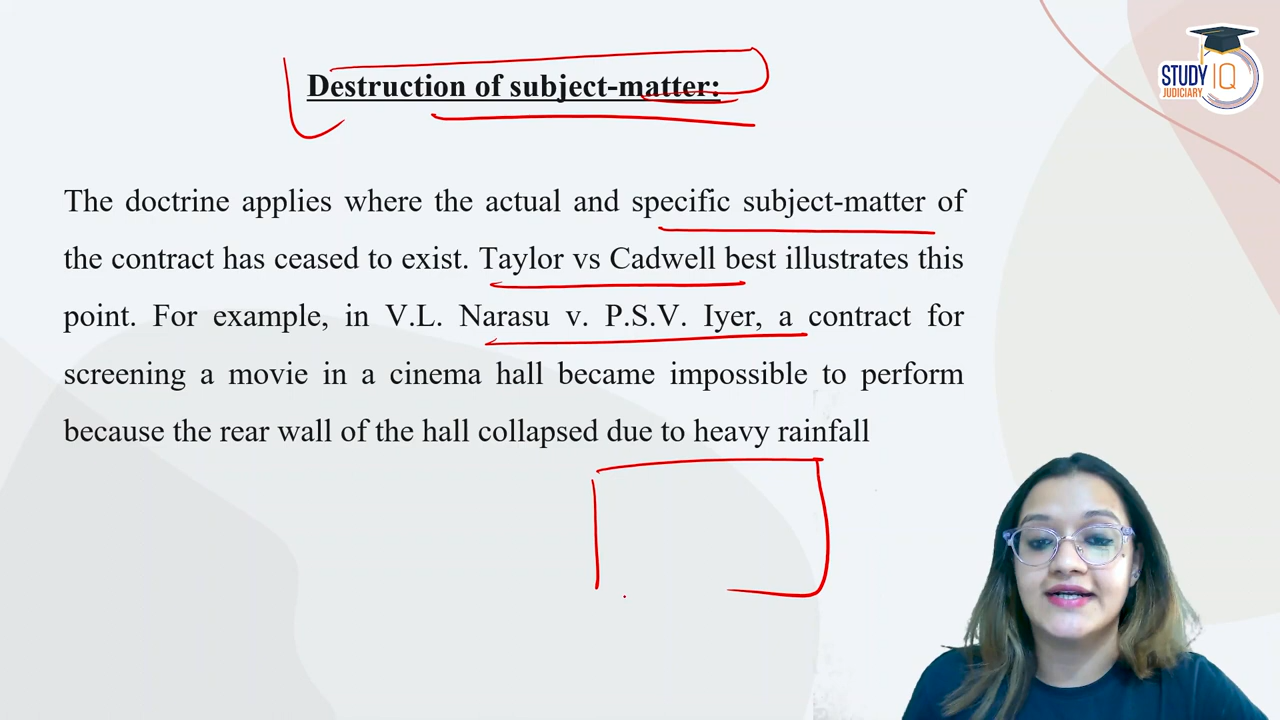 Destruction of subject-matter:
STUDY IQ
JUDICIARY
The doctrine applies where the actual and specific subject-matter of
the contract has ceased to exist. Taylor vs Cadwell best illustrates this
point. For example, in V.L. Narasu v. P.S.V. Iyer, a contract for
screening a movie in a cinema hall became impossible to perform
because the rear wall of the hall collapsed due to heavy rainfall